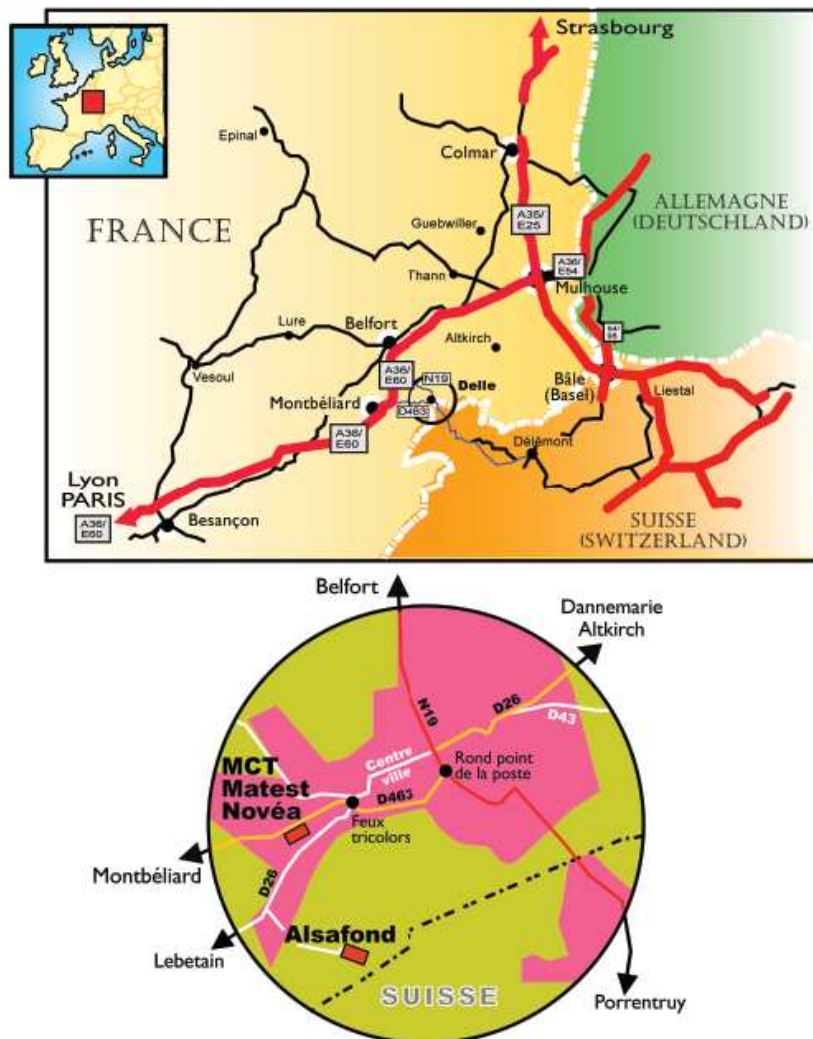 Strasbourg
Epinal
Colmar
ALLEMAGNE
(DEUTSCHLAND)
FRANCE
Guebwiller
A35/
E25
Thann
A36/
E54
Mulhouse
Lure
Belfort
Altkirch
Vesoul
A36/
E60
N19
Delle
Bâle
(Basel)
Liestal
Montbéliard
D463
A36/
E60
Délémont
Lyon
PARIS
A36/
E60
Besançon
SUISSE
(SWITZERLAND)
Belfort
Dannemarie
Altkirch
N19
D26
D43
MCT
Matest
Novéa
Centre
ville
Rond point
de la poste
D463
Feux
tricolors
Montbéliard
D26
Alsafond
Lebetain
SUISSE
Porrentruy